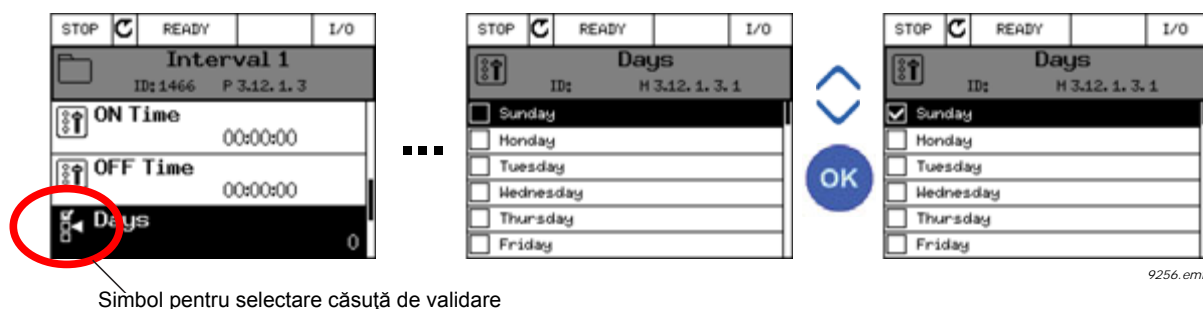 STOP READY I/O
Interval 1
ID:1466 P 3.12.1.3
ON Time
00:00:00
OFF Time
00:00:00
Days
0
STOP READY I/O
Days
ID: M 3.12.1.3.1
Sunday
Monday
Tuesday
Wednesday
Thursday
Friday
OK
STOP READY I/O
Days
ID: M 3.12.1.3.1
Sunday
Monday
Tuesday
Wednesday
Thursday
Friday
9256.em
Simbol pentru selectare căsuţă de validare